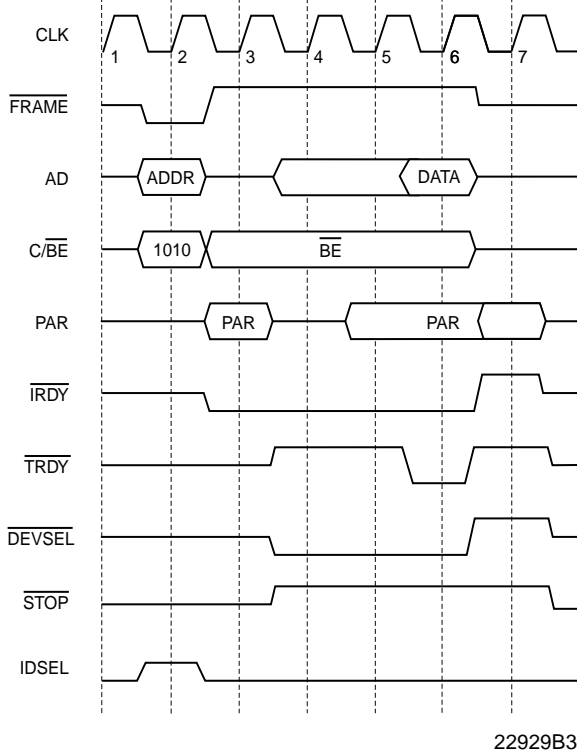 CLK
1 2 3 4 5 6 7
FRAME
AD ADDR DATA
C/BE 1010 BE
PAR PAR PAR
IRDY
TRDY
DEVSEL
STOP
IDSEL
22929B3